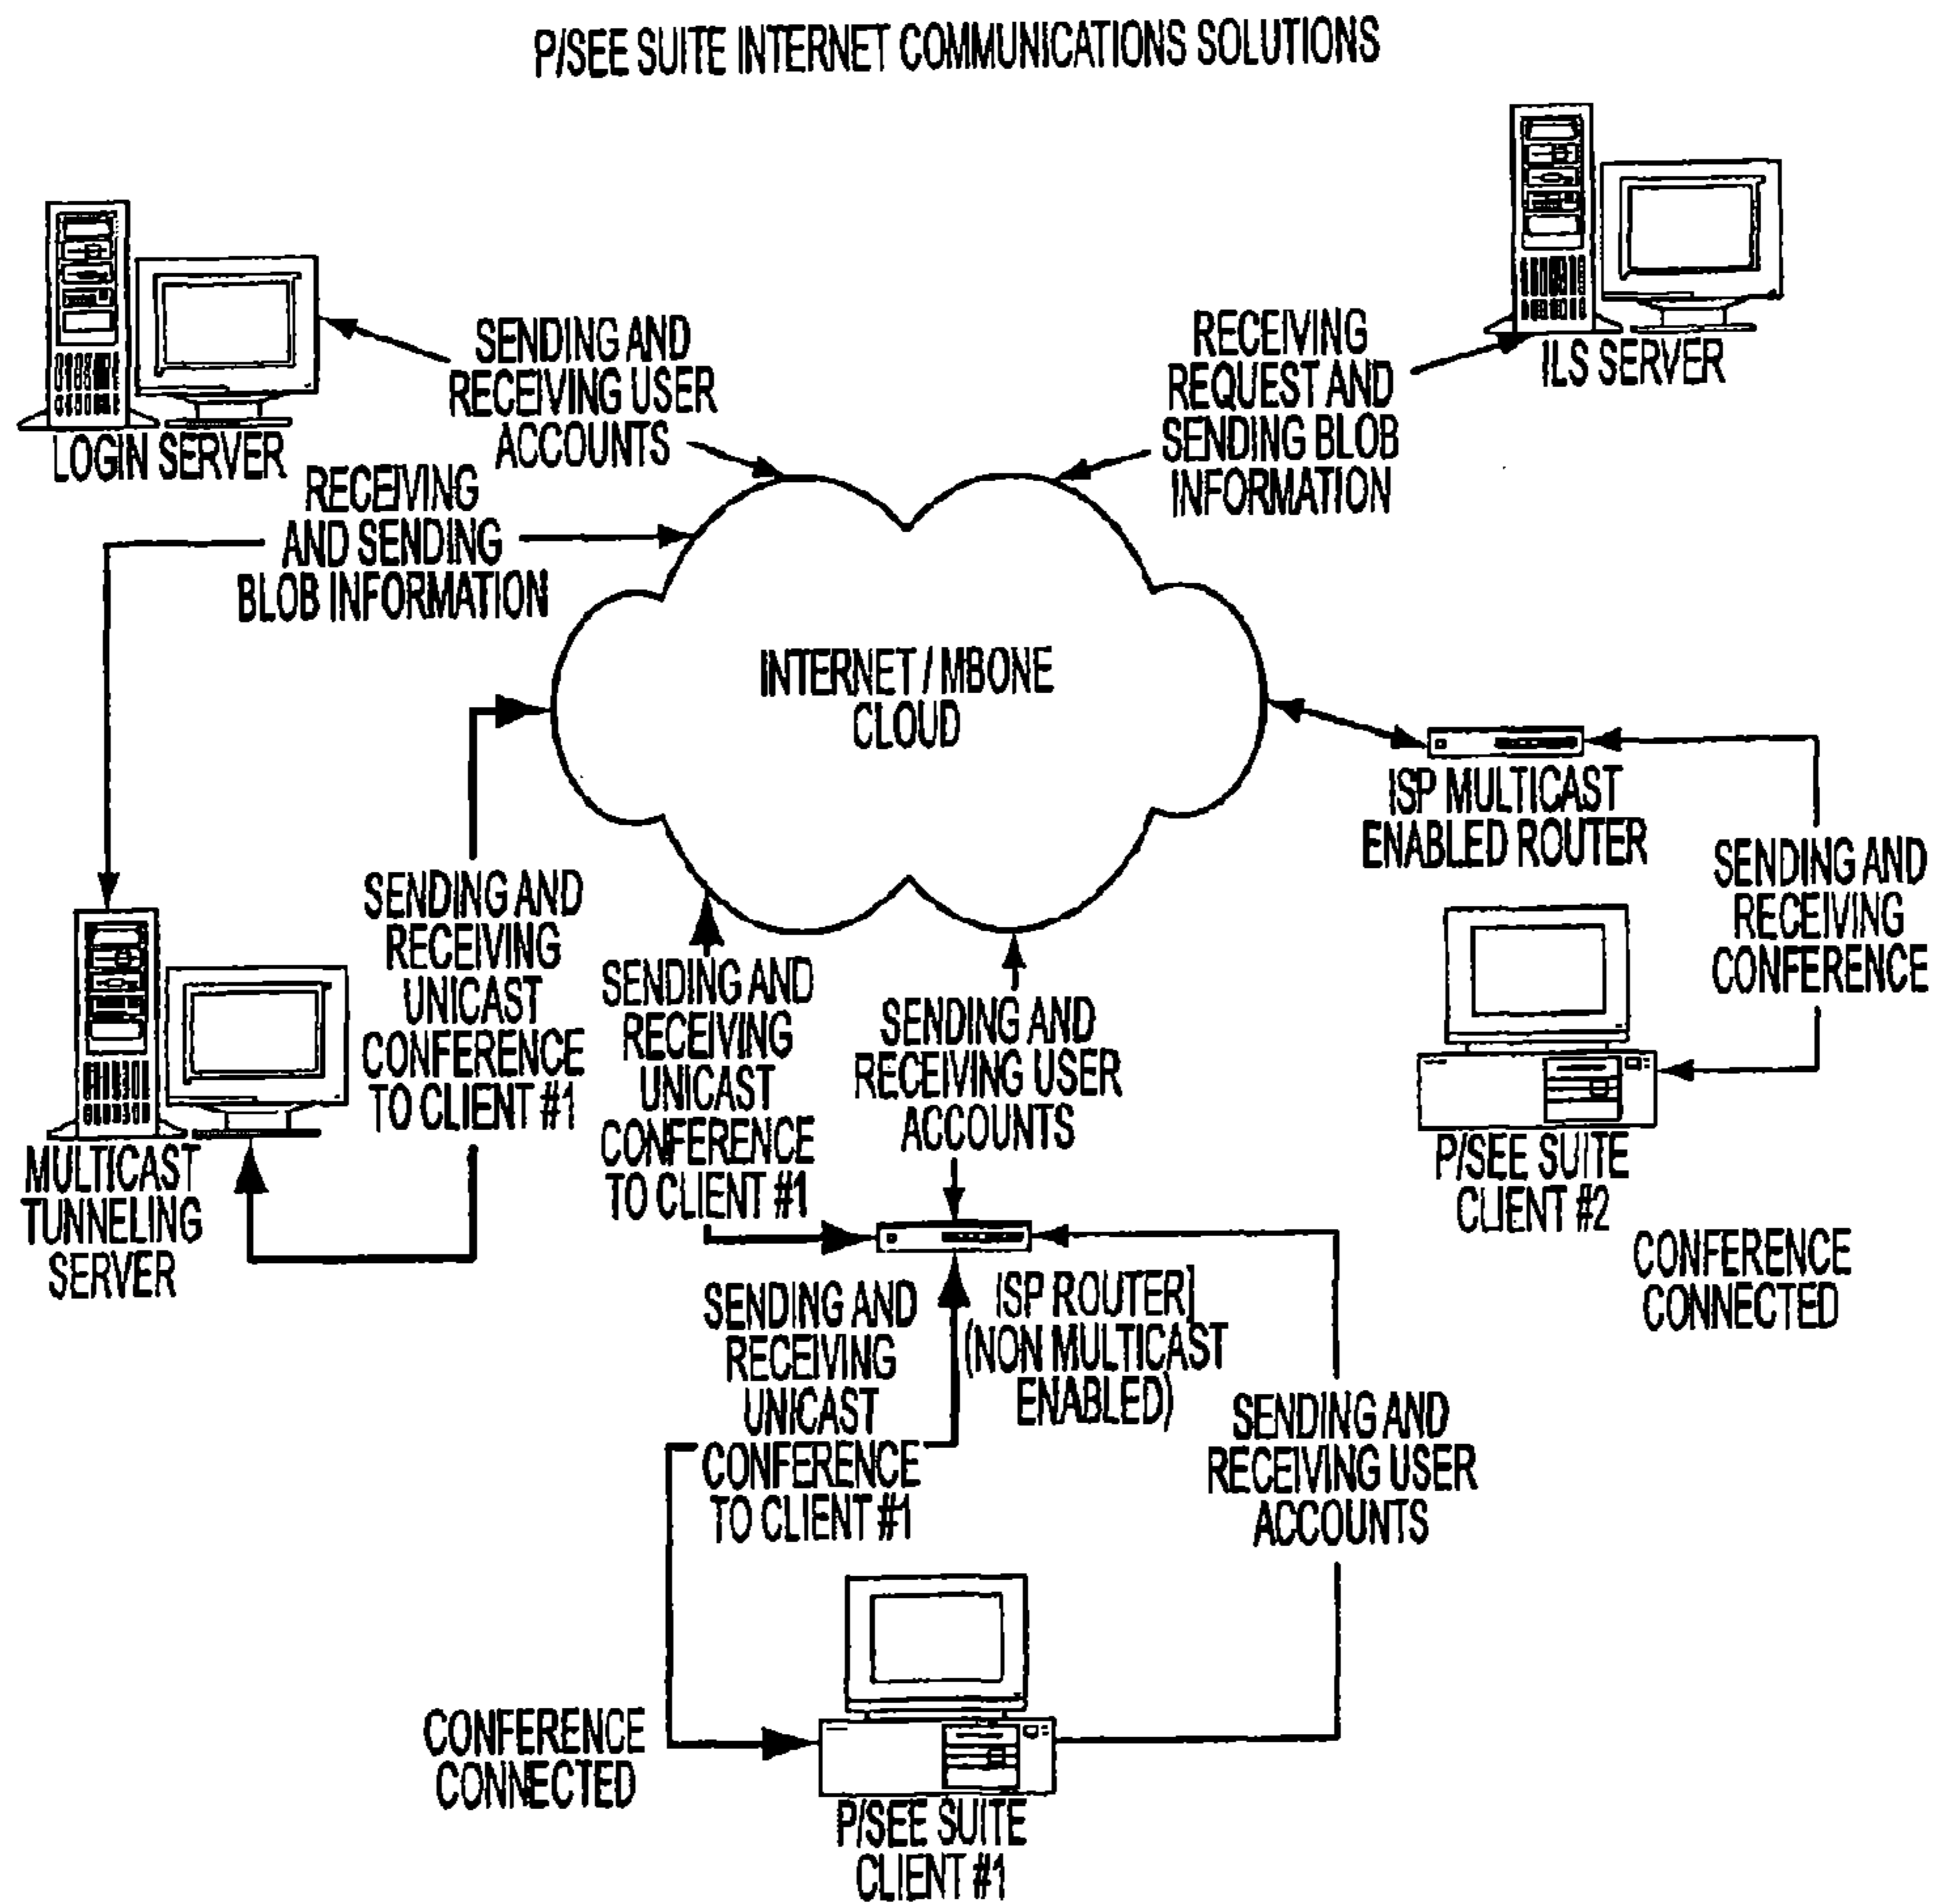 P/SEE SUITE INTERNET COMMUNICATIONS SOLUTIONS
SENDING AND
RECEIVING USER
ACCOUNTS
LOGIN SERVER
RECEIVING
REQUEST AND
SENDING BLOB
INFORMATION
ILS SERVER
RECEIVING
AND SENDING
BLOB INFORMATION
INTERNET / MBONE
CLOUD
ISP MULTICAST
ENABLED ROUTER
SENDING AND
RECEIVING
CONFERENCE
SENDING AND
RECEIVING
UNICAST
CONFERENCE
TO CLIENT #1
SENDING AND
RECEIVING
UNICAST
CONFERENCE
TO CLIENT #1
SENDING AND
RECEIVING USER
ACCOUNTS
MULTICAST
TUNNELING
SERVER
P/SEE SUITE
CLIENT #2
CONFERENCE
CONNECTED
SENDING AND
RECEIVING
UNICAST
CONFERENCE
TO CLIENT #1
ISP ROUTER]
(NON MULTICAST
ENABLED)
SENDING AND
RECEIVING USER
ACCOUNTS
CONFERENCE
CONNECTED
P/SEE SUITE
CLIENT #1